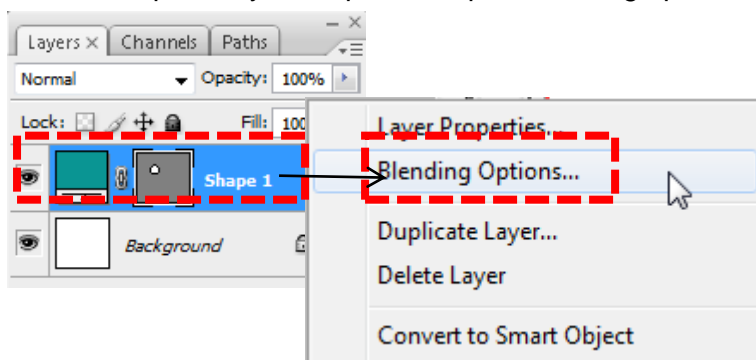 Layers × Channels Paths
Normal Opacity: 100%
Lock: Fill: 100
Shape 1
Background
Layer Properties...
Blending Options...
Duplicate Layer...
Delete Layer
Convert to Smart Object